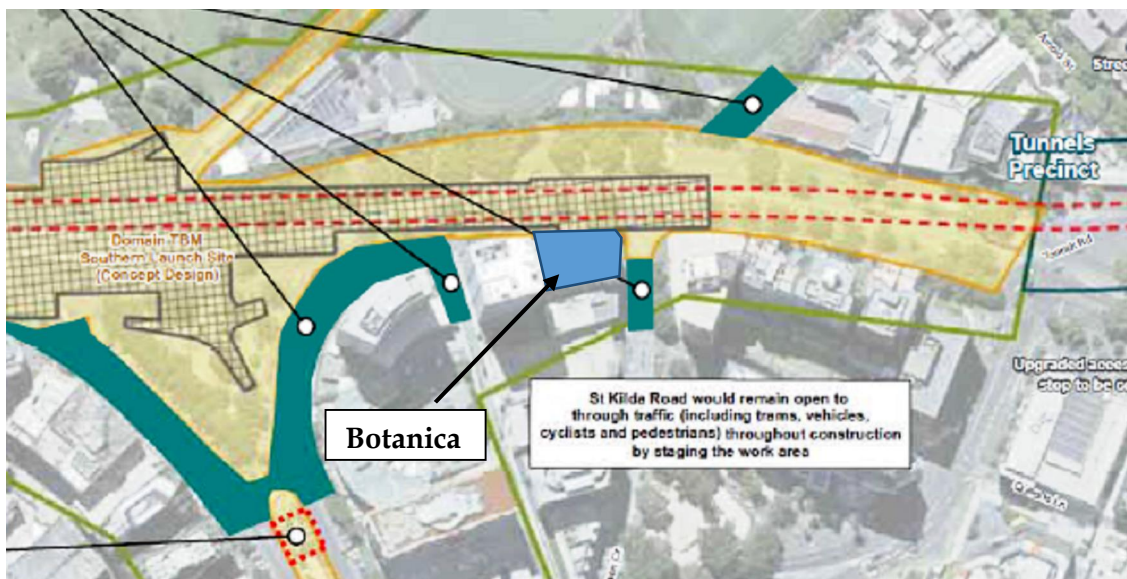 Stree
Tunnels
Precinct
Domain TBM
Southern Launch Site
(Concept Design)
Upgraded acces
stop to be co
St Kilda Road would remain open to
through traffic (including trams, vehicles,
cyclists and pedestrians) throughout construction
by staging the work area
Botanica